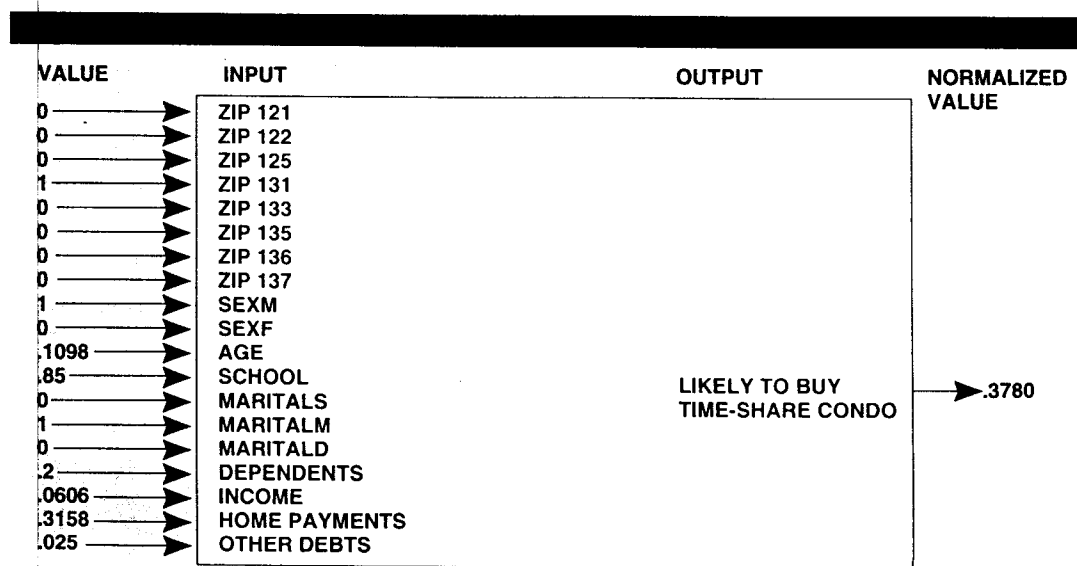 VALUE INPUT OUTPUT NORMALIZED VALUE
0 ZIP 121
0 ZIP 122
0 ZIP 125
1 ZIP 131
0 ZIP 133
0 ZIP 135
0 ZIP 136
0 ZIP 137
1 SEXM
0 SEXF
.1098 AGE
.85 SCHOOL
0 MARITALS
1 MARITALM
0 MARITALD
.2 DEPENDENTS
.0606 INCOME
.3158 HOME PAYMENTS
.025 OTHER DEBTS
LIKELY TO BUY
TIME-SHARE CONDO
.3780